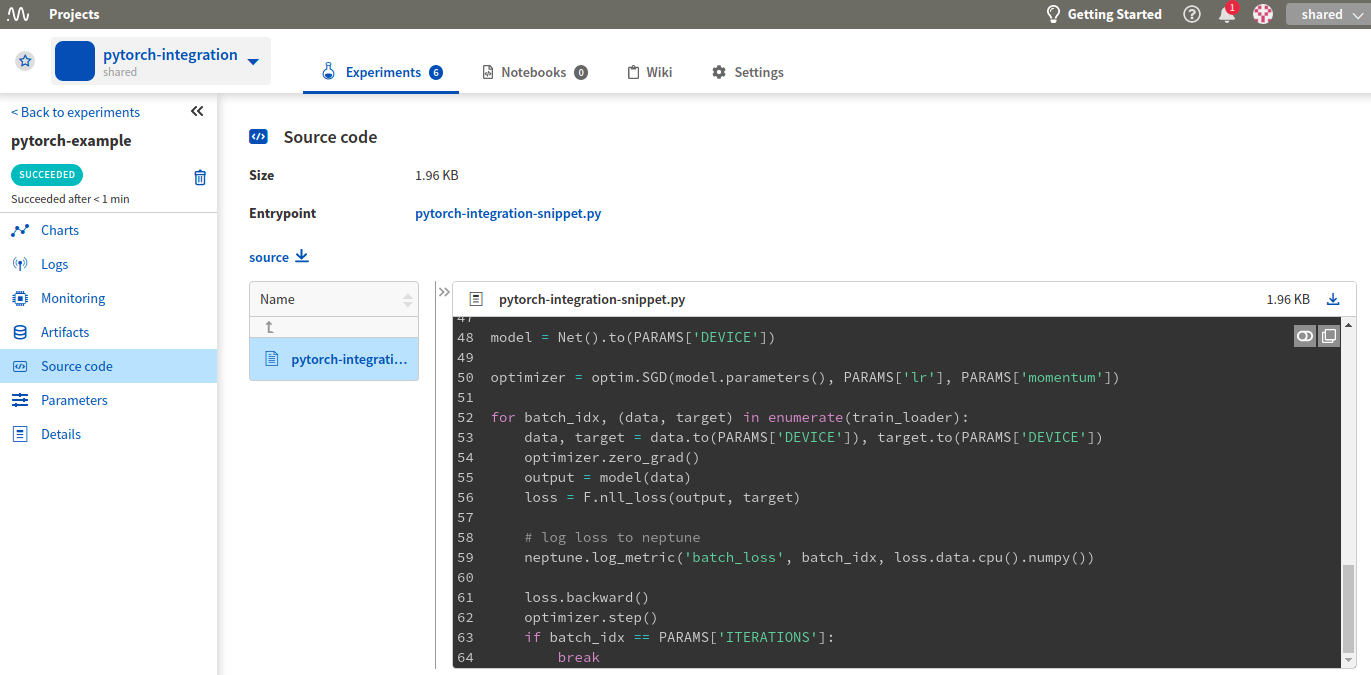 Projects
Getting Started
1
shared
pytorch-integration
shared
Experiments 6
Notebooks 0
Wiki
Settings
< Back to experiments
pytorch-example
SUCCEEDED
Succeeded after < 1 min
Charts
Logs
Monitoring
Artifacts
Source code
Parameters
Details
Source code
Size 1.96 KB
Entrypoint pytorch-integration-snippet.py
source
Name
pytorch-integrati...
pytorch-integration-snippet.py 1.96 KB
47
48 model = Net().to(PARAMS['DEVICE'])
49
50 optimizer = optim.SGD(model.parameters(), PARAMS['lr'], PARAMS['momentum'])
51
52 for batch_idx, (data, target) in enumerate(train_loader):
53     data, target = data.to(PARAMS['DEVICE']), target.to(PARAMS['DEVICE'])
54     optimizer.zero_grad()
55     output = model(data)
56     loss = F.nll_loss(output, target)
57
58     # log loss to neptune
59     neptune.log_metric('batch_loss', batch_idx, loss.data.cpu().numpy())
60
61     loss.backward()
62     optimizer.step()
63     if batch_idx == PARAMS['ITERATIONS']:
64         break